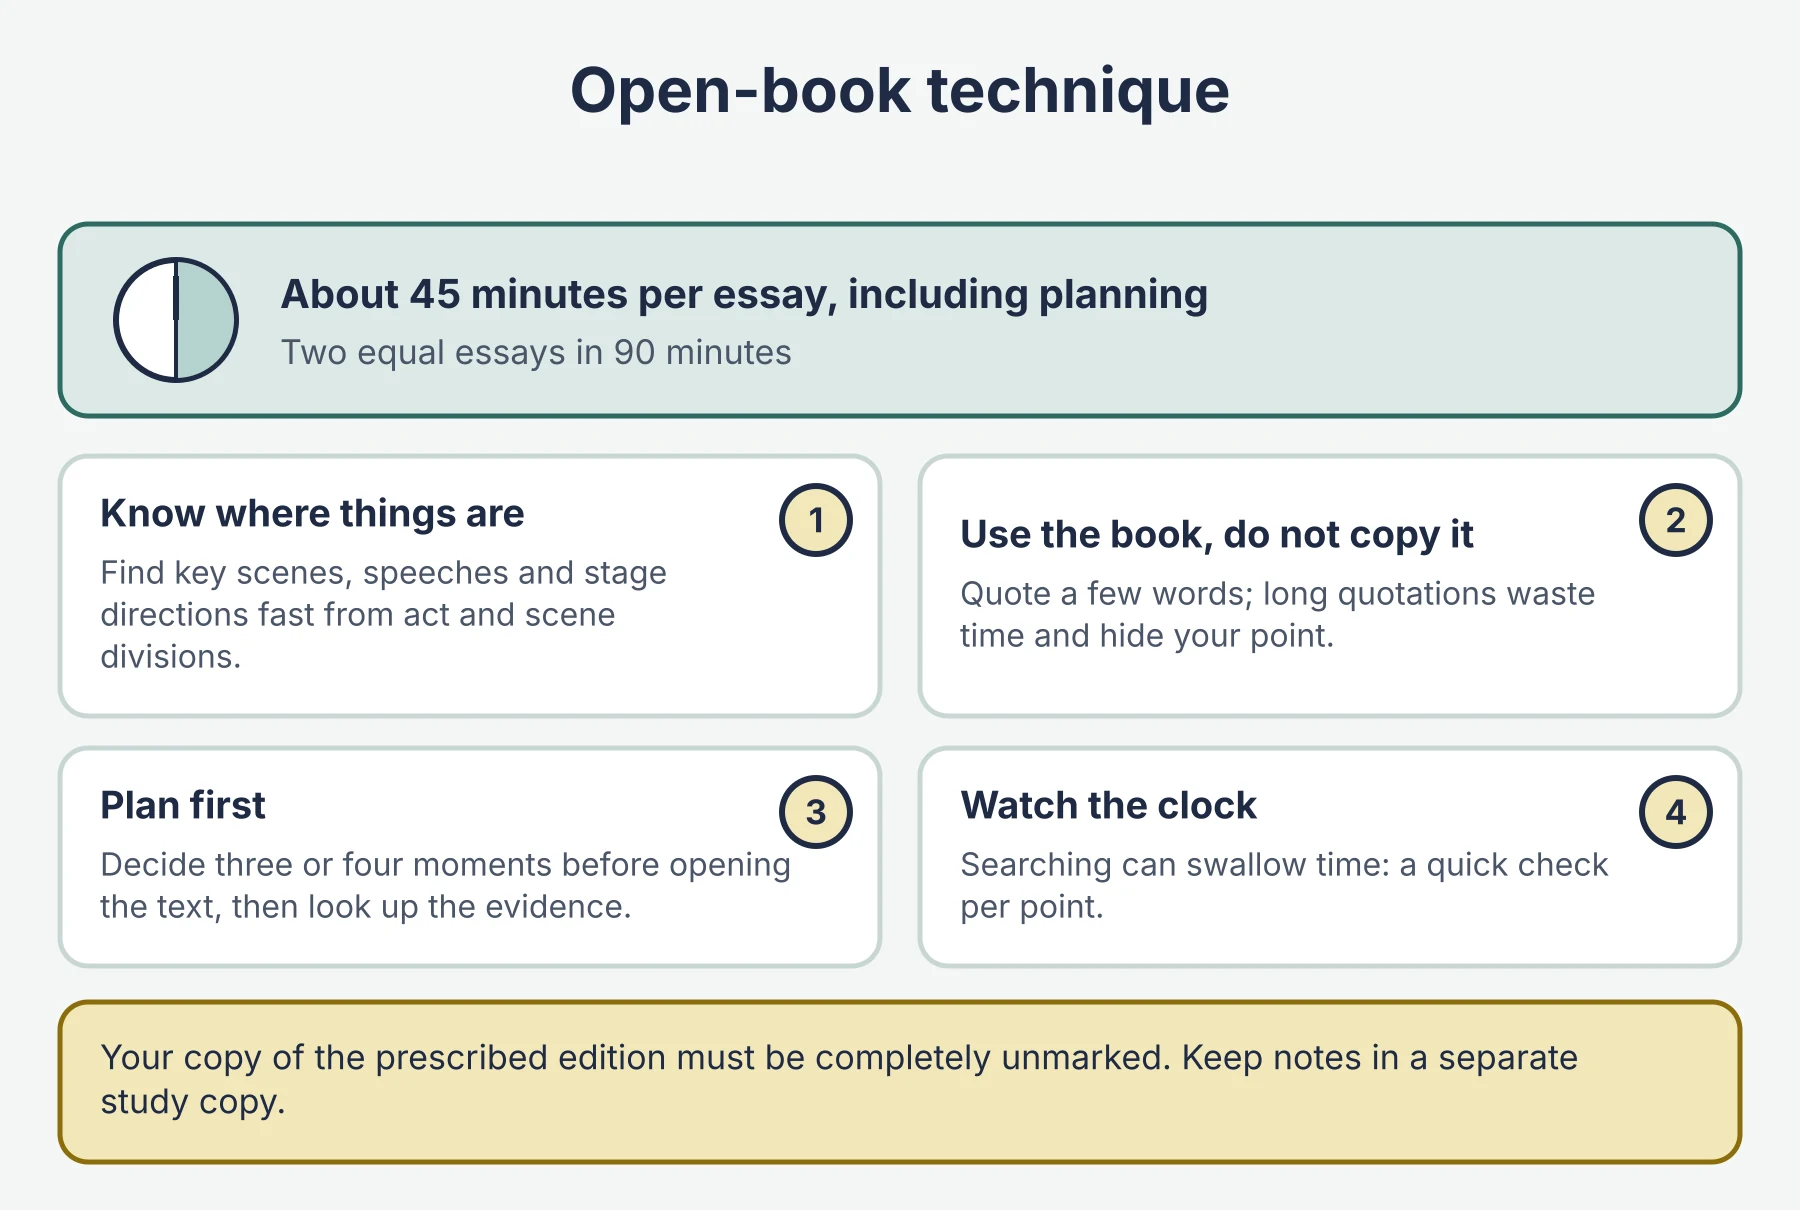 Open-book technique
About 45 minutes per essay, including planning
Two equal essays in 90 minutes
Know where things are
1
Find key scenes, speeches and stage
directions fast from act and scene
divisions.
Use the book, do not copy it
2
Quote a few words; long quotations waste
time and hide your point.
Plan first
3
Decide three or four moments before opening
the text, then look up the evidence.
Watch the clock
4
Searching can swallow time: a quick check
per point.
Your copy of the prescribed edition must be completely unmarked. Keep notes in a separate
study copy.